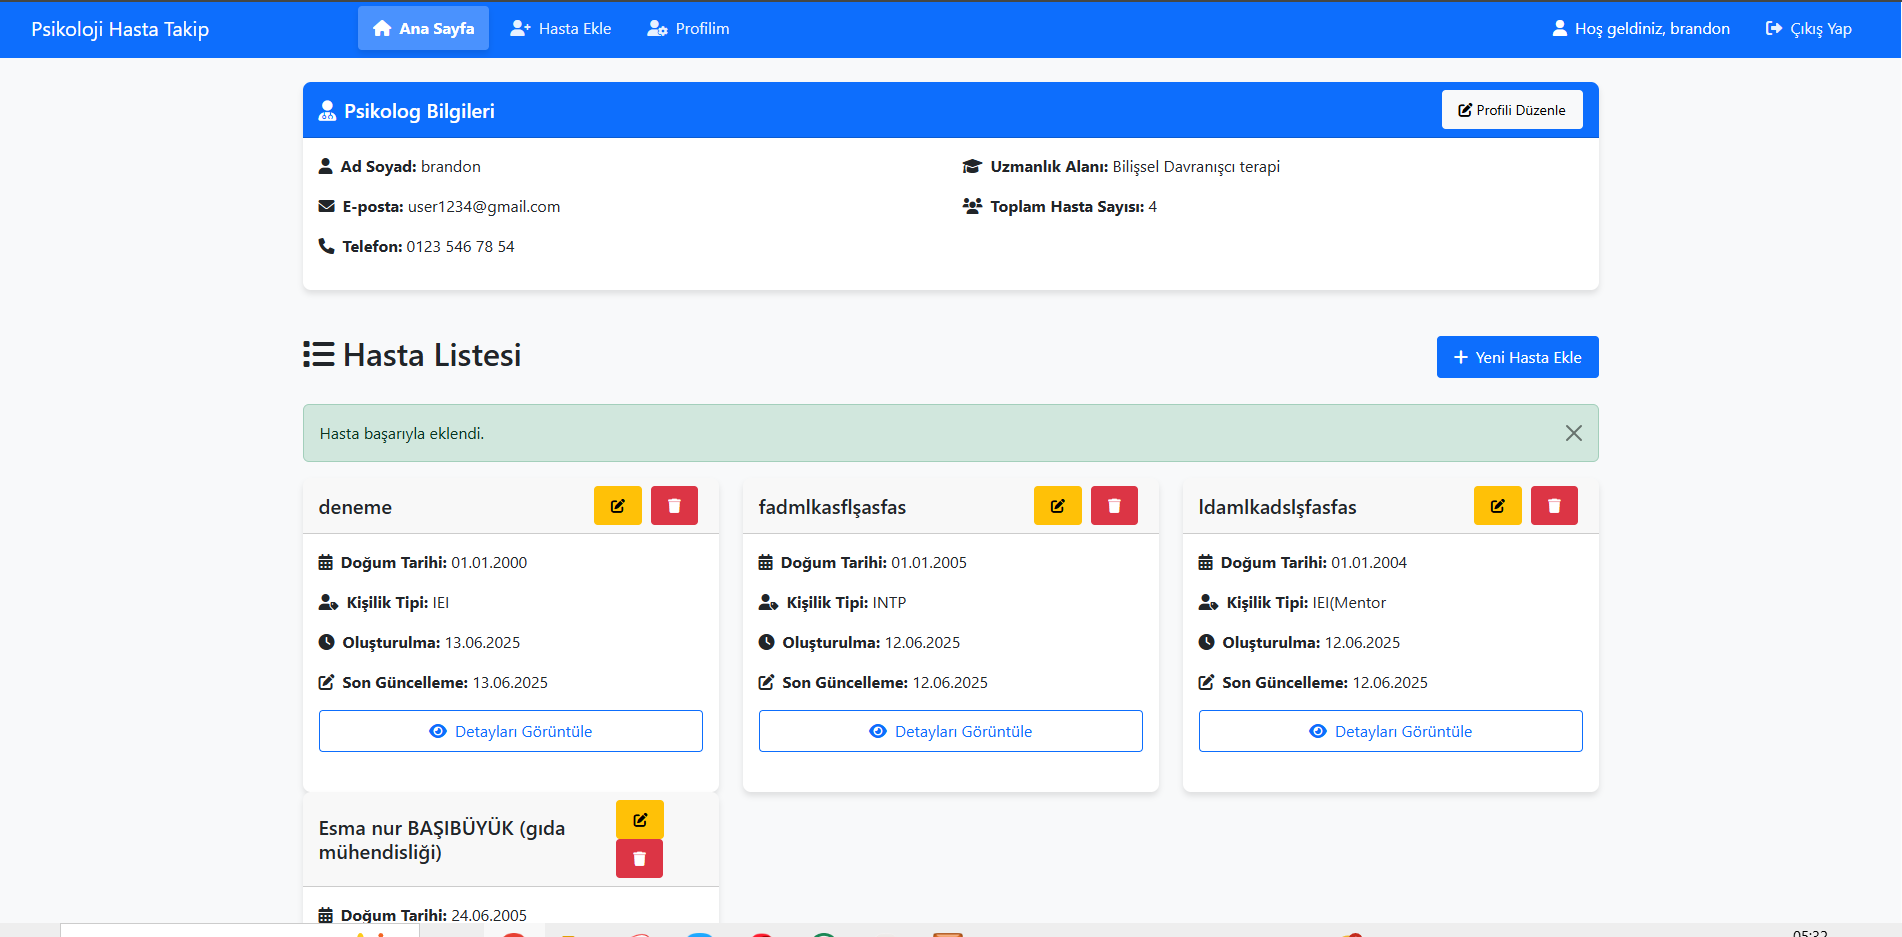 Psikoloji Hasta Takip
Ana Sayfa
Hasta Ekle
Profilim
Hoş geldiniz, brandon
Çıkış Yap
Psikolog Bilgileri
Profili Düzenle
Ad Soyad: brandon
Uzmanlık Alanı: Bilişsel Davranışcı terapi
E-posta: user1234@gmail.com
Toplam Hasta Sayısı: 4
Telefon: 0123 546 78 54
Hasta Listesi
Yeni Hasta Ekle
Hasta başarıyla eklendi.
deneme
Doğum Tarihi: 01.01.2000
Kişilik Tipi: IEI
Oluşturulma: 13.06.2025
Son Güncelleme: 13.06.2025
Detayları Görüntüle
fadmlkasflşasfas
Doğum Tarihi: 01.01.2005
Kişilik Tipi: INTP
Oluşturulma: 12.06.2025
Son Güncelleme: 12.06.2025
Detayları Görüntüle
ldamlkadslşfasfas
Doğum Tarihi: 01.01.2004
Kişilik Tipi: IEI(Mentor
Oluşturulma: 12.06.2025
Son Güncelleme: 12.06.2025
Detayları Görüntüle
Esma nur BAŞIBÜYÜK (gıda
mühendisliği)
Doğum Tarihi: 24.06.2005
05:32